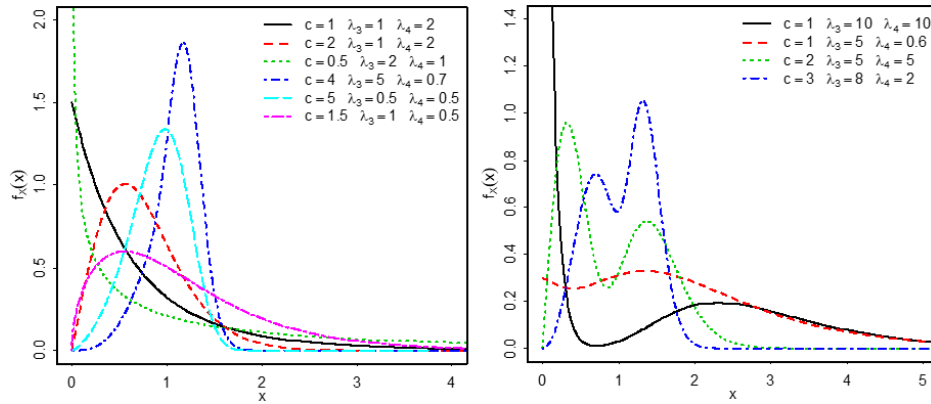 c = 1 λ3=1 λ4=2
c = 2 λ3=1 λ4=2
c = 0.5 λ3=2 λ4=1
c = 4 λ3=5 λ4=0.7
c = 5 λ3=0.5 λ4=0.5
c = 1.5 λ3=1 λ4=0.5
2.0
1.5
1.0
0.5
0.0
fX(x)
0 1 2 3 4
x
c = 1 λ3=10 λ4=10
c = 1 λ3=5 λ4=0.6
c = 2 λ3=5 λ4=5
c = 3 λ3=8 λ4=2
1.4
1.2
1.0
0.8
0.6
0.4
0.2
0.0
fX(x)
0 1 2 3 4 5
x